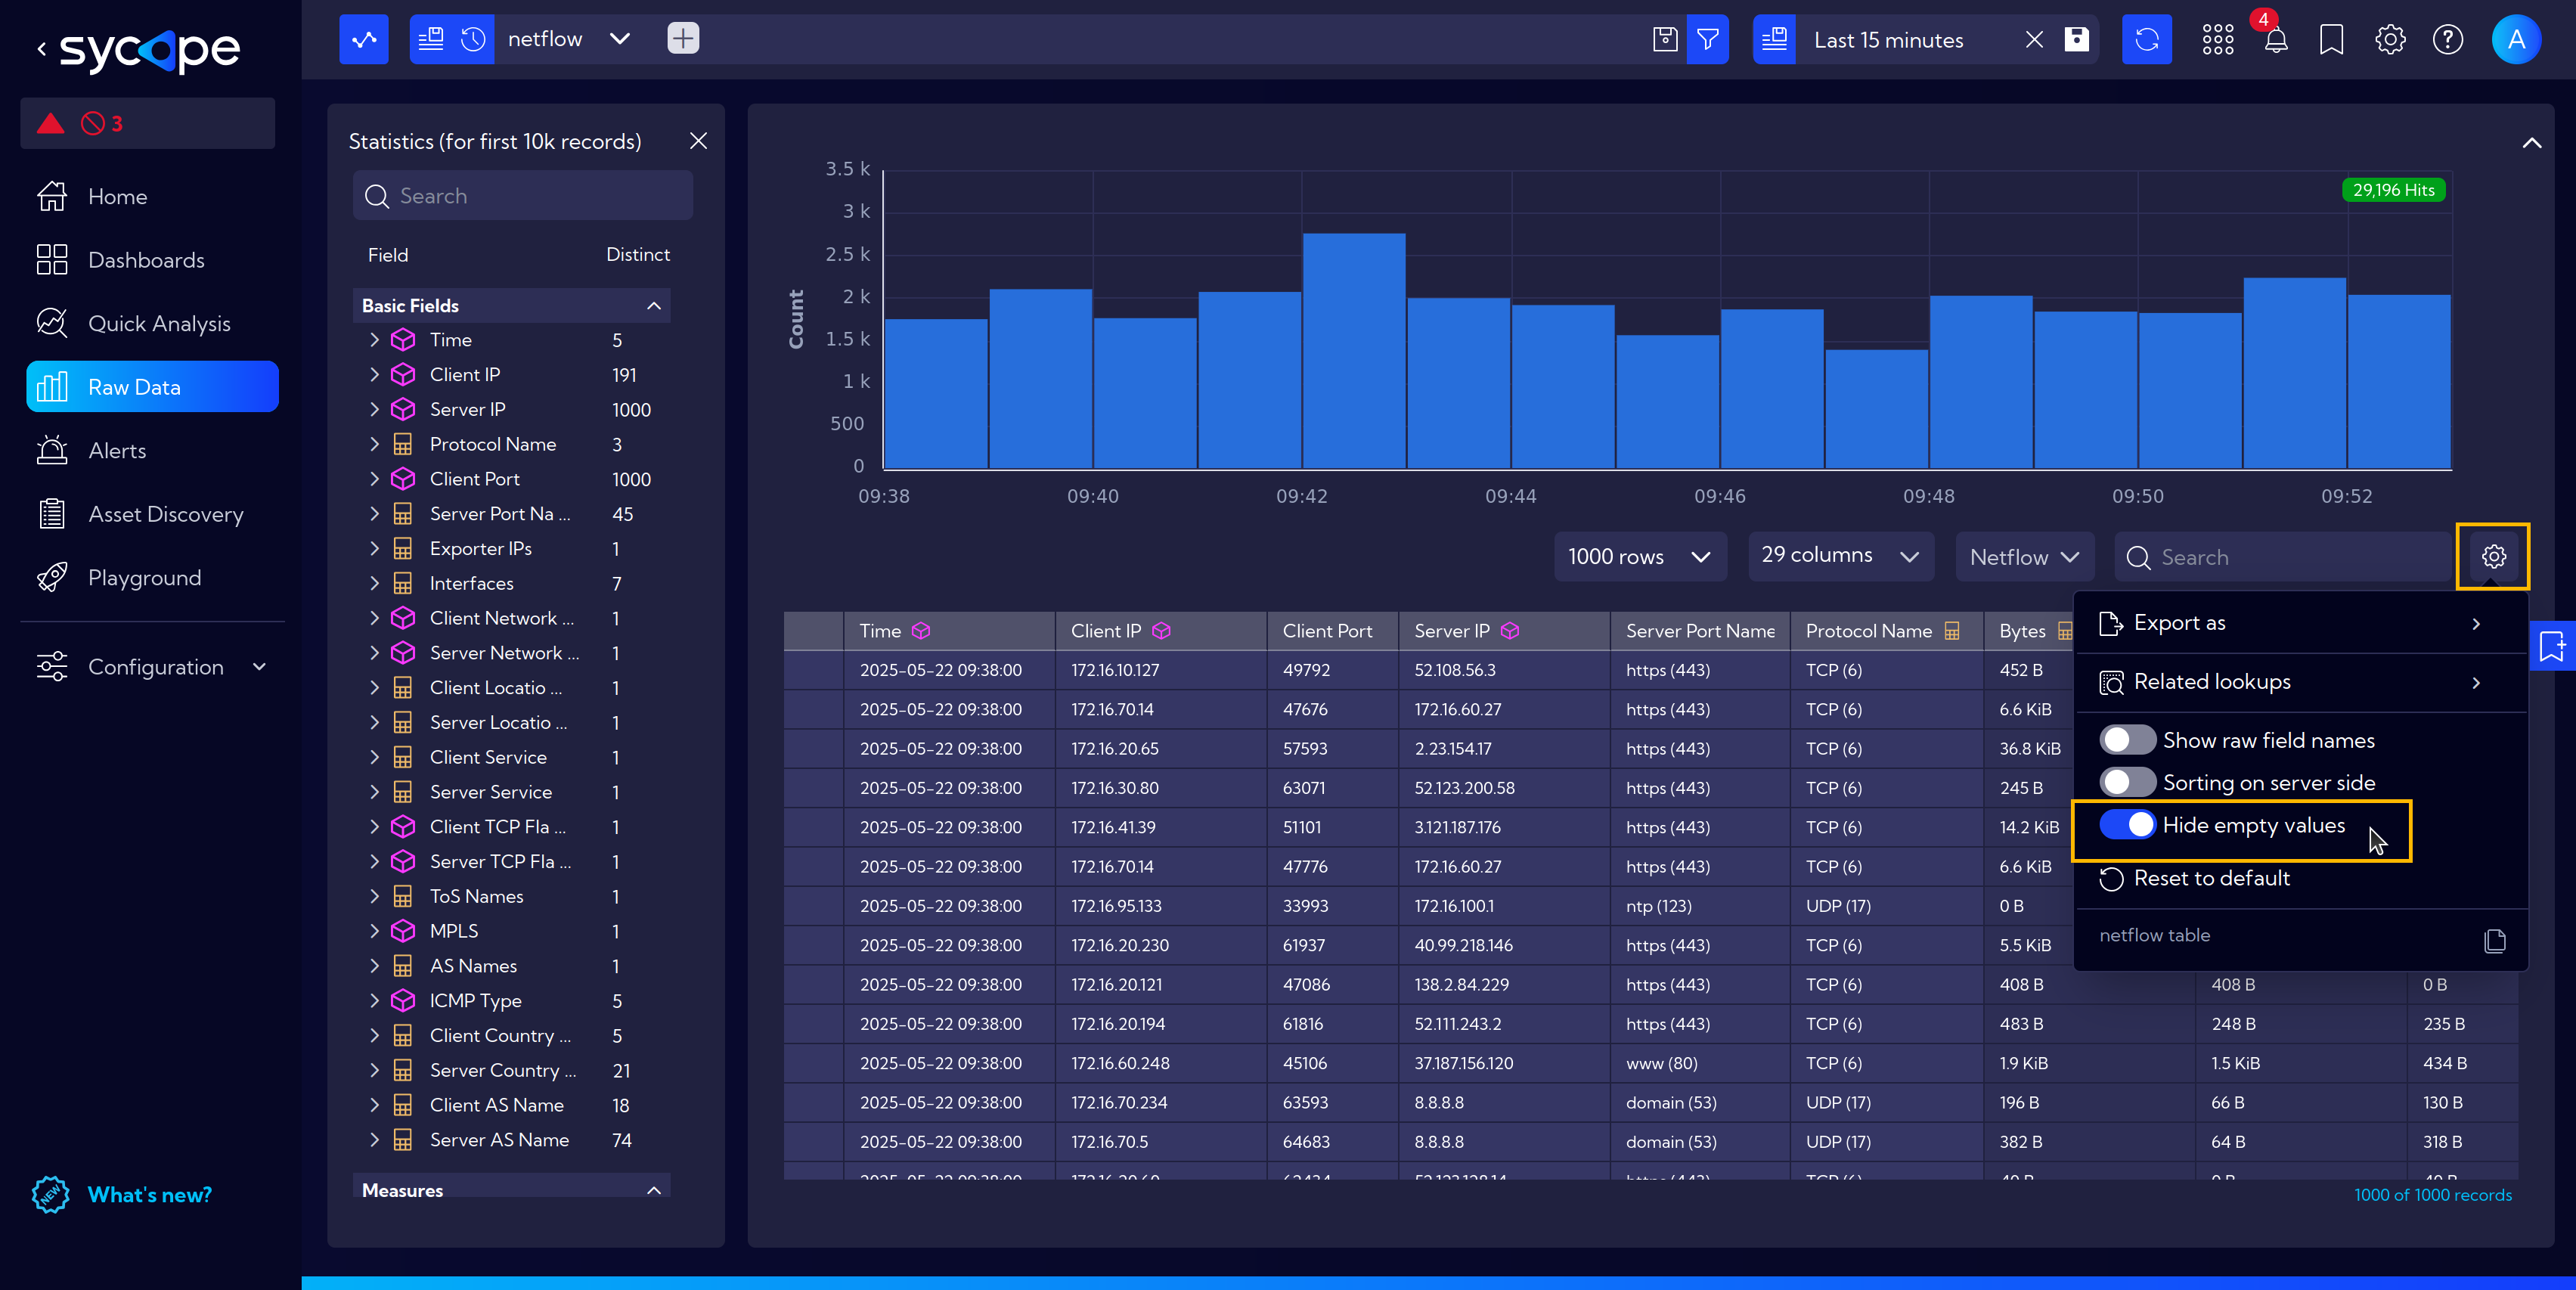 sycope
netflow
Last 15 minutes
4
A
3
Home
Dashboards
Quick Analysis
Raw Data
Alerts
Asset Discovery
Playground
Configuration
NEW What's new?
Statistics (for first 10k records)
Search
Field Distinct
Basic Fields
Time 5
Client IP 191
Server IP 1000
Protocol Name 3
Client Port 1000
Server Port Na ... 45
Exporter IPs 1
Interfaces 7
Client Network ... 1
Server Network ... 1
Client Locatio ... 1
Server Locatio ... 1
Client Service 1
Server Service 1
Client TCP Fla ... 1
Server TCP Fla ... 1
ToS Names 1
MPLS 1
AS Names 1
ICMP Type 5
Client Country ... 5
Server Country ... 21
Client AS Name 18
Server AS Name 74
Measures
29,196 Hits
Count
3.5 k
3 k
2.5 k
2 k
1.5 k
1 k
500
0
09:38 09:40 09:42 09:44 09:46 09:48 09:50 09:52
1000 rows 29 columns Netflow Search
Time Client IP Client Port Server IP Server Port Name Protocol Name Bytes
2025-05-22 09:38:00 172.16.10.127 49792 52.108.56.3 https (443) TCP (6) 452 B
2025-05-22 09:38:00 172.16.70.14 47676 172.16.60.27 https (443) TCP (6) 6.6 KiB
2025-05-22 09:38:00 172.16.20.65 57593 2.23.154.17 https (443) TCP (6) 36.8 KiB
2025-05-22 09:38:00 172.16.30.80 63071 52.123.200.58 https (443) TCP (6) 245 B
2025-05-22 09:38:00 172.16.41.39 51101 3.121.187.176 https (443) TCP (6) 14.2 KiB
2025-05-22 09:38:00 172.16.70.14 47776 172.16.60.27 https (443) TCP (6) 6.6 KiB
2025-05-22 09:38:00 172.16.95.133 33993 172.16.100.1 ntp (123) UDP (17) 0 B
2025-05-22 09:38:00 172.16.20.230 61937 40.99.218.146 https (443) TCP (6) 5.5 KiB
2025-05-22 09:38:00 172.16.20.121 47086 138.2.84.229 https (443) TCP (6) 408 B 408 B 0 B
2025-05-22 09:38:00 172.16.20.194 61816 52.111.243.2 https (443) TCP (6) 483 B 248 B 235 B
2025-05-22 09:38:00 172.16.60.248 45106 37.187.156.120 www (80) TCP (6) 1.9 KiB 1.5 KiB 434 B
2025-05-22 09:38:00 172.16.70.234 63593 8.8.8.8 domain (53) UDP (17) 196 B 66 B 130 B
2025-05-22 09:38:00 172.16.70.5 64683 8.8.8.8 domain (53) UDP (17) 382 B 64 B 318 B
Export as
Related lookups
Show raw field names
Sorting on server side
Hide empty values
Reset to default
netflow table
1000 of 1000 records